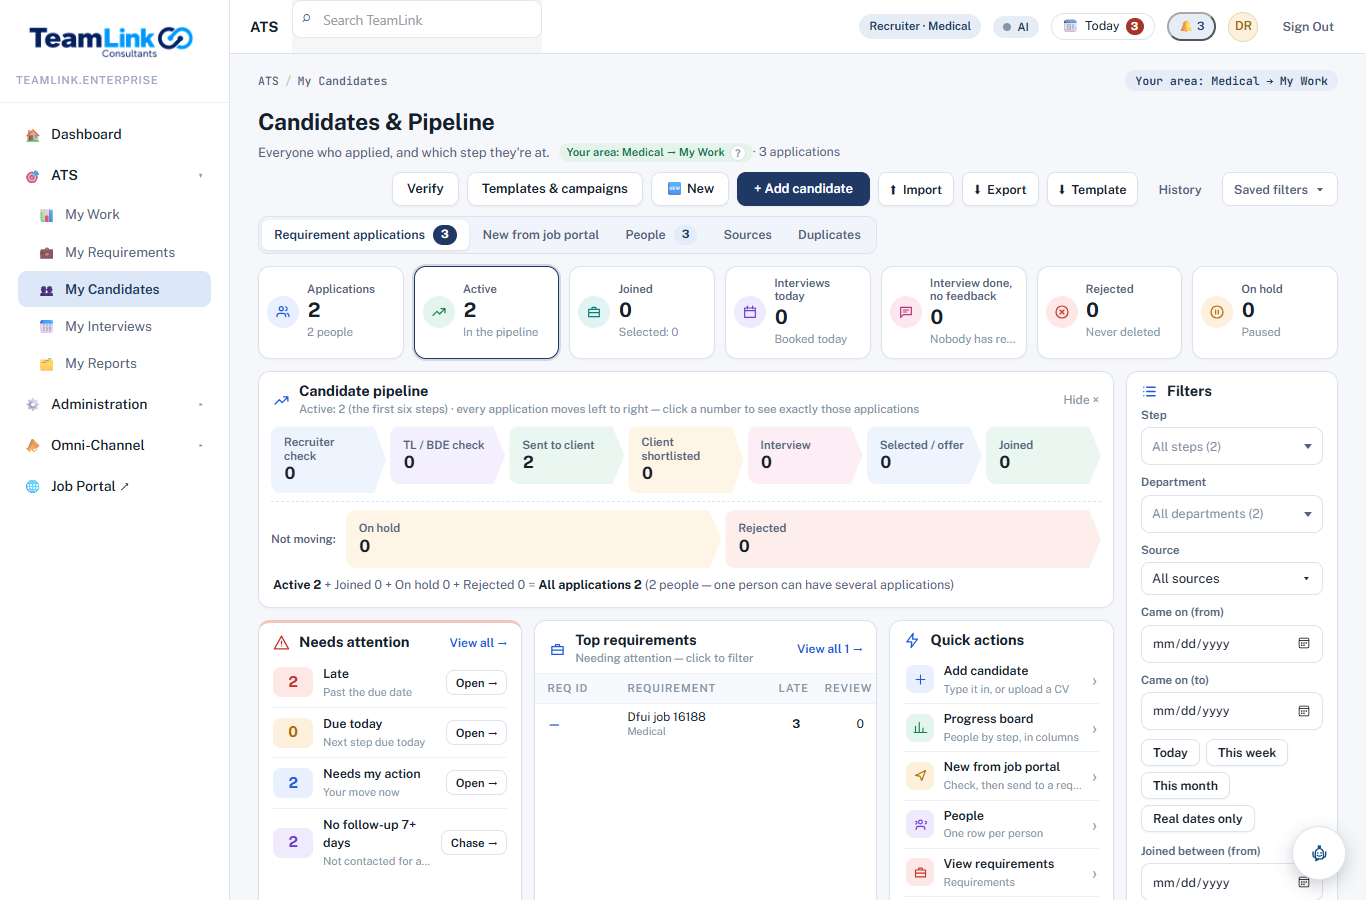 TeamLink
Consultants
TEAMLINK.ENTERPRISE
Dashboard
ATS
My Work
My Requirements
My Candidates
My Interviews
My Reports
Administration
Omni-Channel
Job Portal ↗
ATS
Search TeamLink
Recruiter · Medical
AI
Today 3
3
DR
Sign Out
ATS / My Candidates
Your area: Medical → My Work
Candidates & Pipeline
Everyone who applied, and which step they're at.
Your area: Medical → My Work ?
· 3 applications
Verify
Templates & campaigns
NEW New
+ Add candidate
⬆ Import
⬇ Export
⬇ Template
History
Saved filters
Requirement applications 3
New from job portal
People 3
Sources
Duplicates
Applications
2
2 people
Active
2
In the pipeline
Joined
0
Selected: 0
Interviews
today
0
Booked today
Interview done,
no feedback
0
Nobody has re...
Rejected
0
Never deleted
On hold
0
Paused
Candidate pipeline
Active: 2 (the first six steps) · every application moves left to right — click a number to see exactly those applications
Hide ×
Recruiter
check
0
TL / BDE check
0
Sent to client
2
Client
shortlisted
0
Interview
0
Selected / offer
0
Joined
0
Not moving:
On hold
0
Rejected
0
Active 2 + Joined 0 + On hold 0 + Rejected 0 = All applications 2 (2 people — one person can have several applications)
Needs attention
View all →
2
Late
Past the due date
Open →
0
Due today
Next step due today
Open →
2
Needs my action
Your move now
Open →
2
No follow-up 7+
days
Not contacted for a...
Chase →
Top requirements
Needing attention — click to filter
View all 1 →
REQ ID REQUIREMENT LATE REVIEW
— Dfui job 16188 3 0
Medical
Quick actions
Add candidate
Type it in, or upload a CV
Progress board
People by step, in columns
New from job portal
Check, then send to a req...
People
One row per person
View requirements
Requirements
Filters
Step
All steps (2)
Department
All departments (2)
Source
All sources
Came on (from)
mm/dd/yyyy
Came on (to)
mm/dd/yyyy
Today
This week
This month
Real dates only
Joined between (from)
mm/dd/yyyy